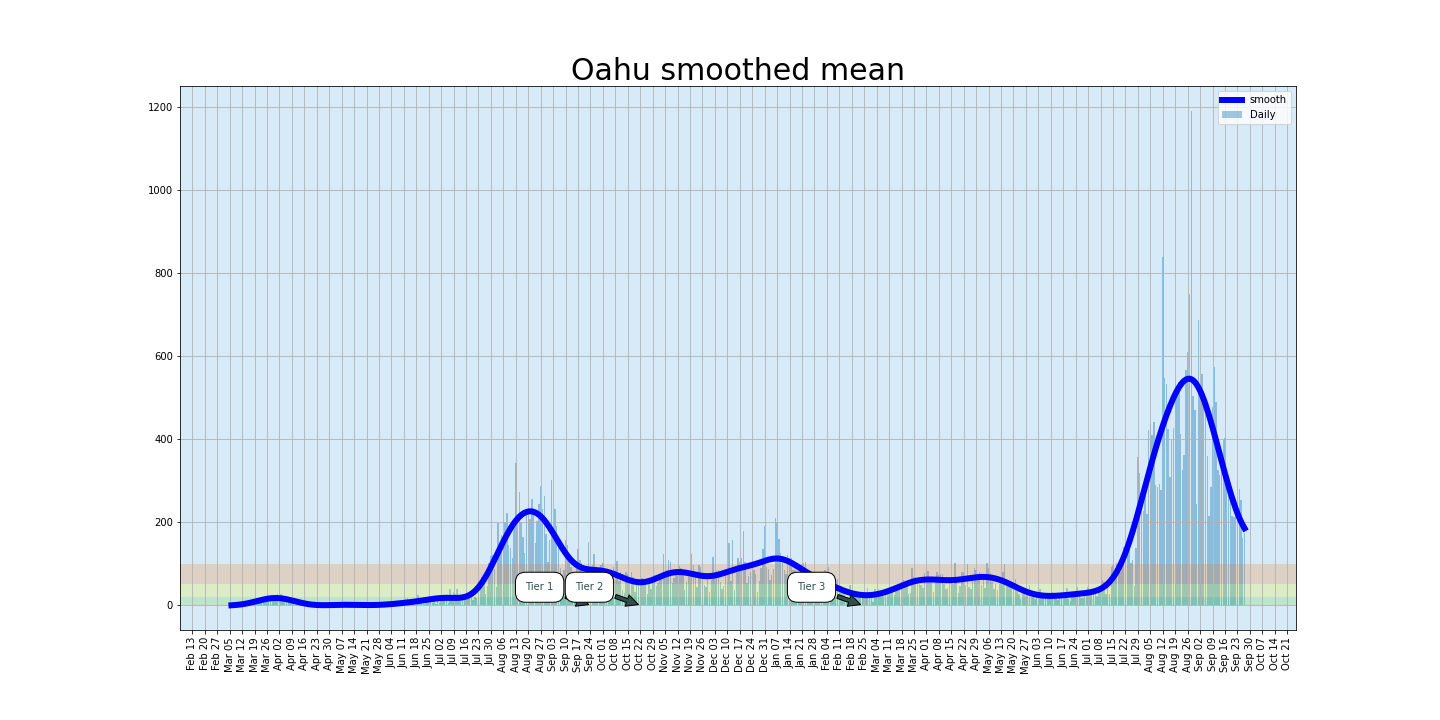 Oahu smoothed mean
smooth
Daily
1200
1000
800
600
400
200
0
Tier 1
Tier 2
Tier 3
Feb 13
Feb 20
Feb 27
Mar 05
Mar 12
Mar 19
Mar 26
Apr 02
Apr 09
Apr 16
Apr 23
Apr 30
May 07
May 14
May 21
May 28
Jun 04
Jun 11
Jun 18
Jun 25
Jul 02
Jul 09
Jul 16
Jul 23
Jul 30
Aug 06
Aug 13
Aug 20
Aug 27
Sep 03
Sep 10
Sep 17
Sep 24
Oct 01
Oct 08
Oct 15
Oct 22
Oct 29
Nov 05
Nov 12
Nov 19
Nov 26
Dec 03
Dec 10
Dec 17
Dec 24
Dec 31
Jan 07
Jan 14
Jan 21
Jan 28
Feb 04
Feb 11
Feb 18
Feb 25
Mar 04
Mar 11
Mar 18
Mar 25
Apr 01
Apr 08
Apr 15
Apr 22
Apr 29
May 06
May 13
May 20
May 27
Jun 03
Jun 10
Jun 17
Jun 24
Jul 01
Jul 08
Jul 15
Jul 22
Jul 29
Aug 05
Aug 12
Aug 19
Aug 26
Sep 02
Sep 09
Sep 16
Sep 23
Sep 30
Oct 07
Oct 14
Oct 21